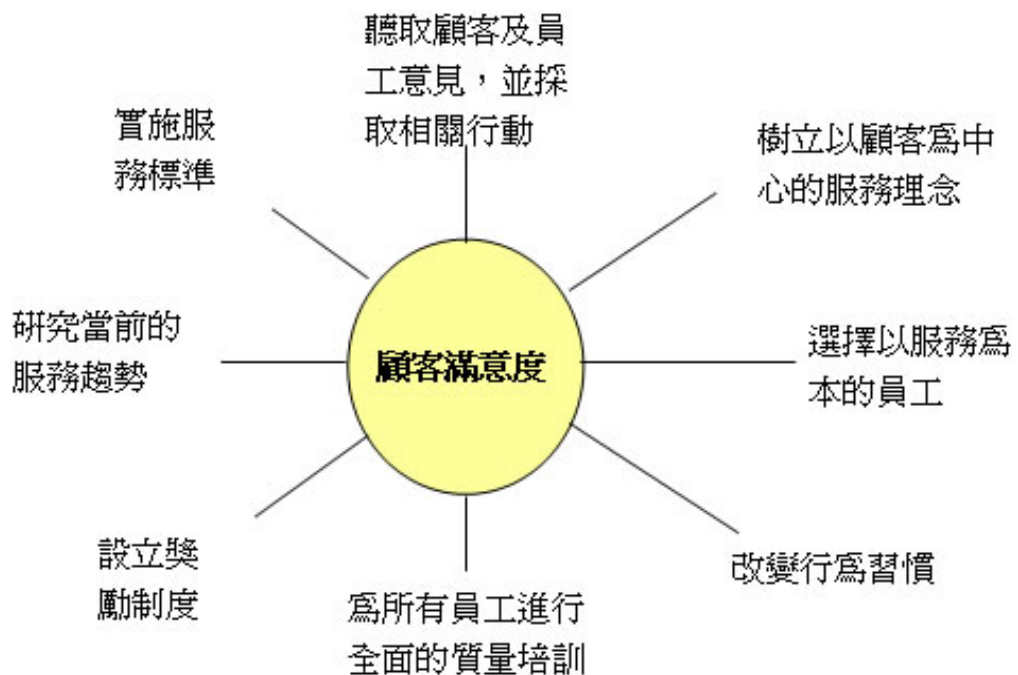 聽取顧客及員
工意見，並採
取相關行動
樹立以顧客爲中
心的服務理念
選擇以服務爲
本的員工
改變行爲習慣
爲所有員工進行
全面的質量培訓
設立獎
勵制度
研究當前的
服務趨勢
實施服
務標準
顧客滿意度